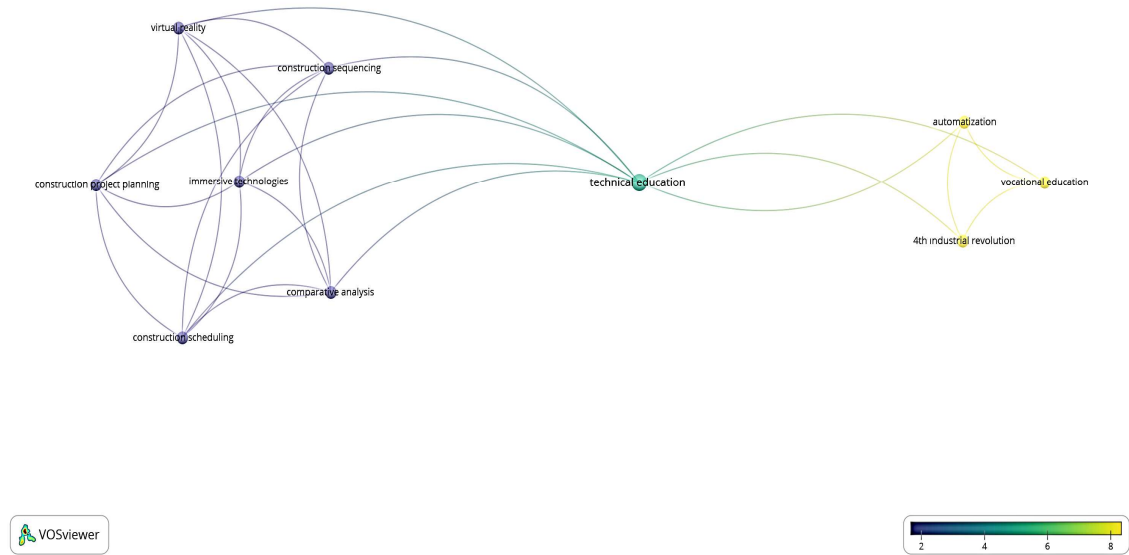 virtual reality
construction sequencing
automatization
construction project planning
immersive technologies
technical education
vocational education
4th industrial revolution
comparative analysis
construction scheduling
VOSviewer
2 4 6 8